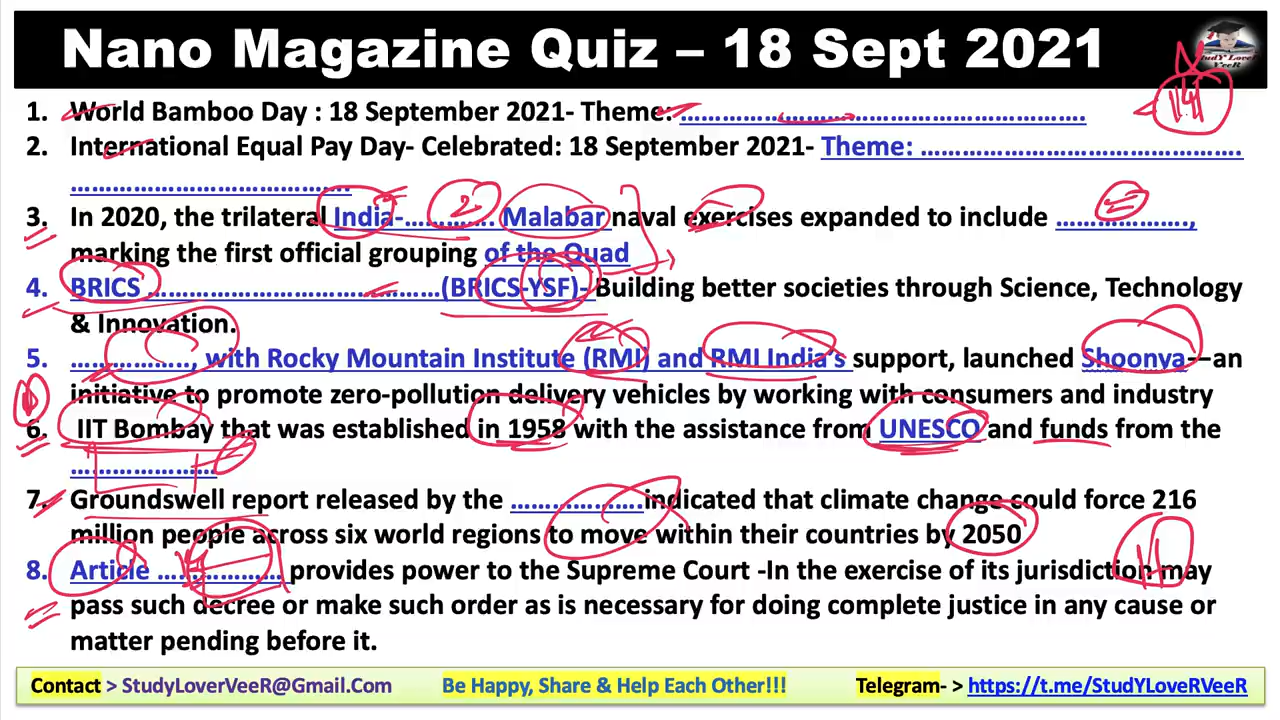 Nano Magazine Quiz – 18 Sept 2021
StudY LoveR
VeeR
1. World Bamboo Day : 18 September 2021- Theme: ……………………………………………………….
2. International Equal Pay Day- Celebrated: 18 September 2021- Theme: ……………………………………….
………………………………….
3. In 2020, the trilateral India-…………. Malabar naval exercises expanded to include ……………….,
marking the first official grouping of the Quad
4. BRICS ……………………………………(BRICS-YSF)- Building better societies through Science, Technology
& Innovation.
5. ……………….., with Rocky Mountain Institute (RMI) and RMI India’s support, launched Shoonya—an
initiative to promote zero-pollution delivery vehicles by working with consumers and industry
6. IIT Bombay that was established in 1958 with the assistance from UNESCO and funds from the
………………….
7. Groundswell report released by the ……………….indicated that climate change could force 216
million people across six world regions to move within their countries by 2050
8. Article ……………… provides power to the Supreme Court -In the exercise of its jurisdiction may
pass such decree or make such order as is necessary for doing complete justice in any cause or
matter pending before it.
Contact > StudyLoverVeeR@Gmail.Com Be Happy, Share & Help Each Other!!! Telegram- > https://t.me/StudYLoveRVeeR